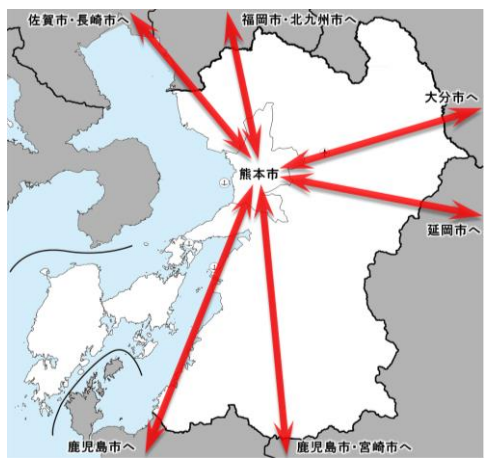 佐賀市・長崎市へ
福岡市・北九州市へ
大分市へ
熊本市
延岡市へ
鹿児島市へ
鹿児島市・宮崎市へ